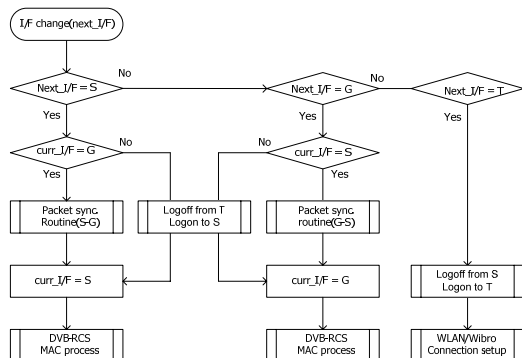 I/F change(next_I/F)
Next_I/F = S
No
Next_I/F = G
No
Next_I/F = T
Yes
Yes
Yes
curr_I/F = G
No
No
curr_I/F = S
Yes
Yes
Packet sync.
Routine(S-G)
Logoff from T
Logon to S
Packet sync.
routine(G-S)
curr_I/F = S
curr_I/F = G
Logoff from S
Logon to T
DVB-RCS
MAC process
DVB-RCS
MAC process
WLAN/Wibro
Connection setup